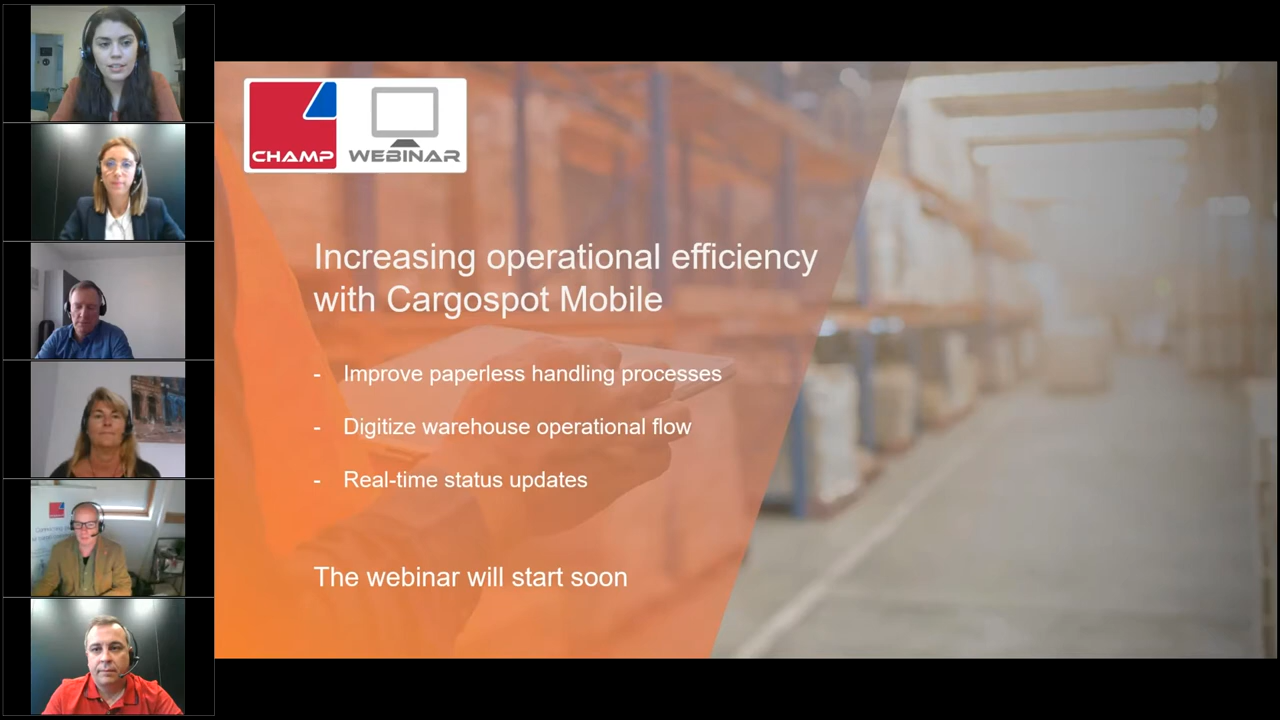 CHAMP WEBINAR
Increasing operational efficiency
with Cargospot Mobile
- Improve paperless handling processes
- Digitize warehouse operational flow
- Real-time status updates
The webinar will start soon